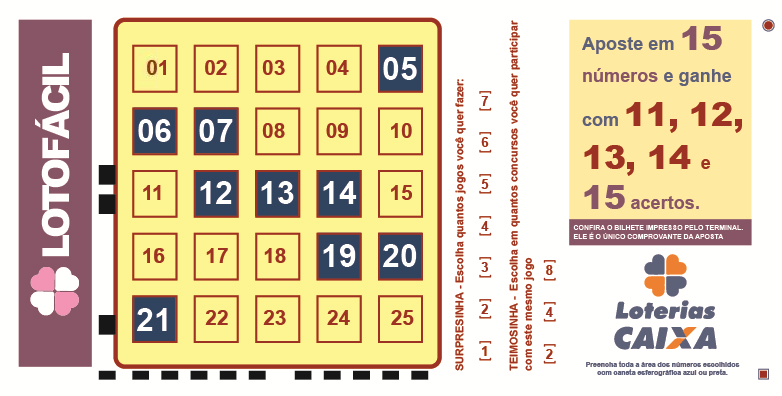 LOTOFÁCIL
01 02 03 04 05
06 07 08 09 10
11 12 13 14 15
16 17 18 19 20
21 22 23 24 25
SURPRESINHA - Escolha quantos jogos você quer fazer:
[1] [2] [3] [4] [5] [6] [7]
TEIMOSINHA - Escolha em quantos concursos você quer participar
com este mesmo jogo
[2] [4] [8]
Aposte em 15
números e ganhe
com 11, 12,
13, 14 e
15 acertos.
CONFIRA O BILHETE IMPRESSO PELO TERMINAL.
ELE É O ÚNICO COMPROVANTE DA APOSTA
Loterias
CAIXA
Preencha toda a área dos números escolhidos
com caneta esferográfica azul ou preta.